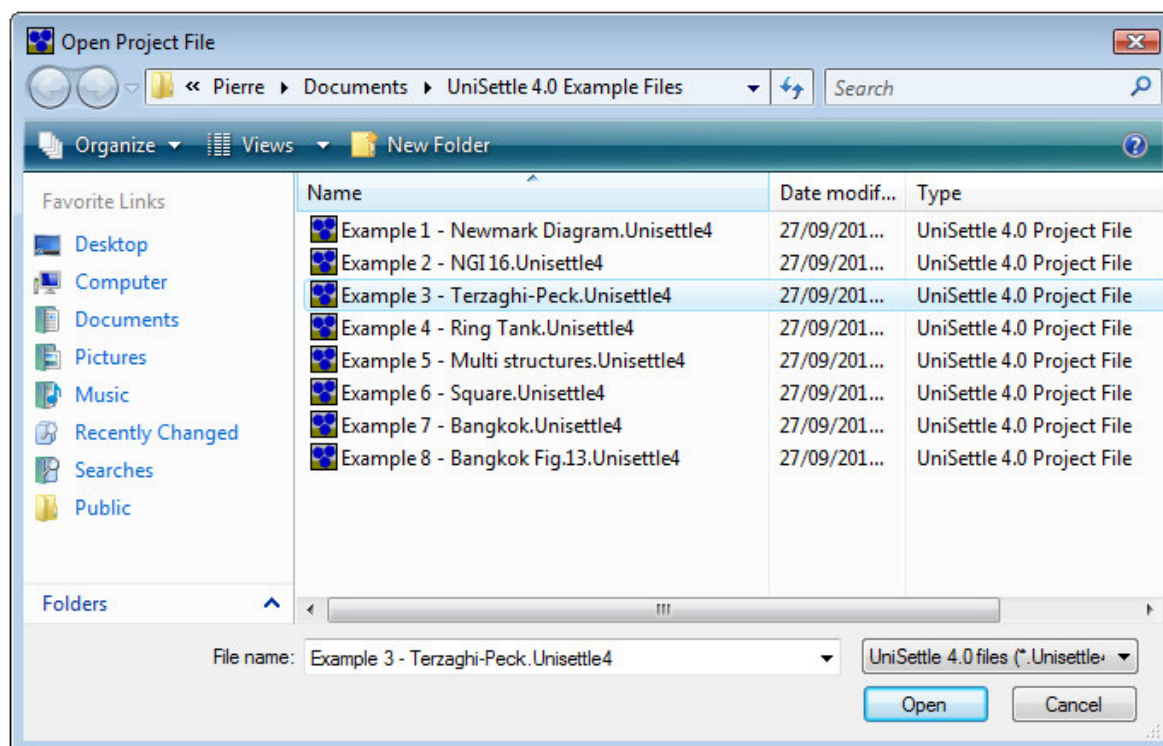 Open Project File
« Pierre Documents UniSettle 4.0 Example Files Search
Organize Views New Folder
Favorite Links
Desktop
Computer
Documents
Pictures
Music
Recently Changed
Searches
Public
Folders
Name Date modif... Type
Example 1 - Newmark Diagram.Unisettle4 27/09/201... UniSettle 4.0 Project File
Example 2 - NGI 16.Unisettle4 27/09/201... UniSettle 4.0 Project File
Example 3 - Terzaghi-Peck.Unisettle4 27/09/201... UniSettle 4.0 Project File
Example 4 - Ring Tank.Unisettle4 27/09/201... UniSettle 4.0 Project File
Example 5 - Multi structures.Unisettle4 27/09/201... UniSettle 4.0 Project File
Example 6 - Square.Unisettle4 27/09/201... UniSettle 4.0 Project File
Example 7 - Bangkok.Unisettle4 27/09/201... UniSettle 4.0 Project File
Example 8 - Bangkok Fig.13.Unisettle4 27/09/201... UniSettle 4.0 Project File
File name: Example 3 - Terzaghi-Peck.Unisettle4 UniSettle 4.0 files (*.Unisettle4
Open Cancel